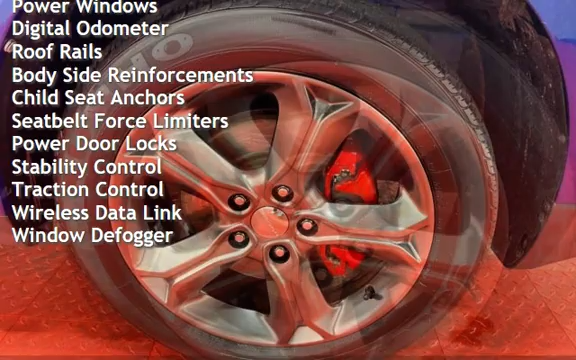 Power Windows
Digital Odometer
Roof Rails
Body Side Reinforcements
Child Seat Anchors
Seatbelt Force Limiters
Power Door Locks
Stability Control
Traction Control
Wireless Data Link
Window Defogger